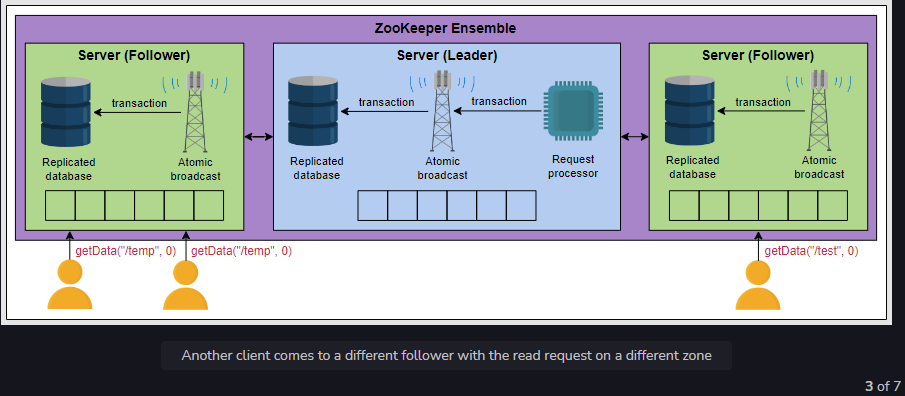 ZooKeeper Ensemble
Server (Follower)
transaction
Replicated
database
Atomic
broadcast
Server (Leader)
transaction
transaction
Replicated
database
Atomic
broadcast
Request
processor
Server (Follower)
transaction
Replicated
database
Atomic
broadcast
getData("/temp", 0)
getData("/temp", 0)
getData("/test", 0)
Another client comes to a different follower with the read request on a different zone
3 of 7